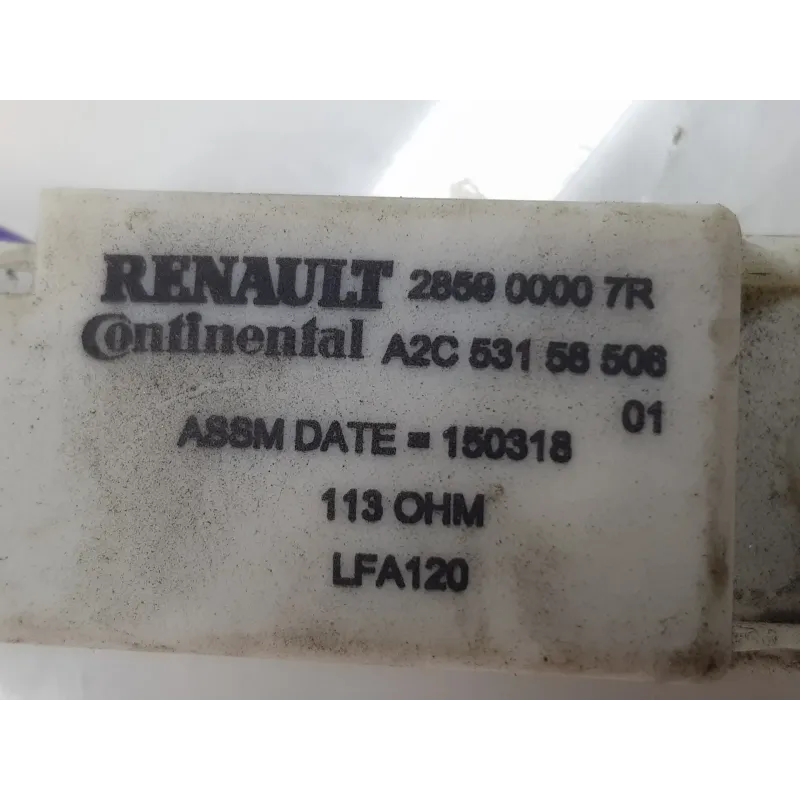 RENAULT 2859 0000 7R
Continental A2C 531 58 506
01
ASSM DATE = 150318
113 OHM
LFA120